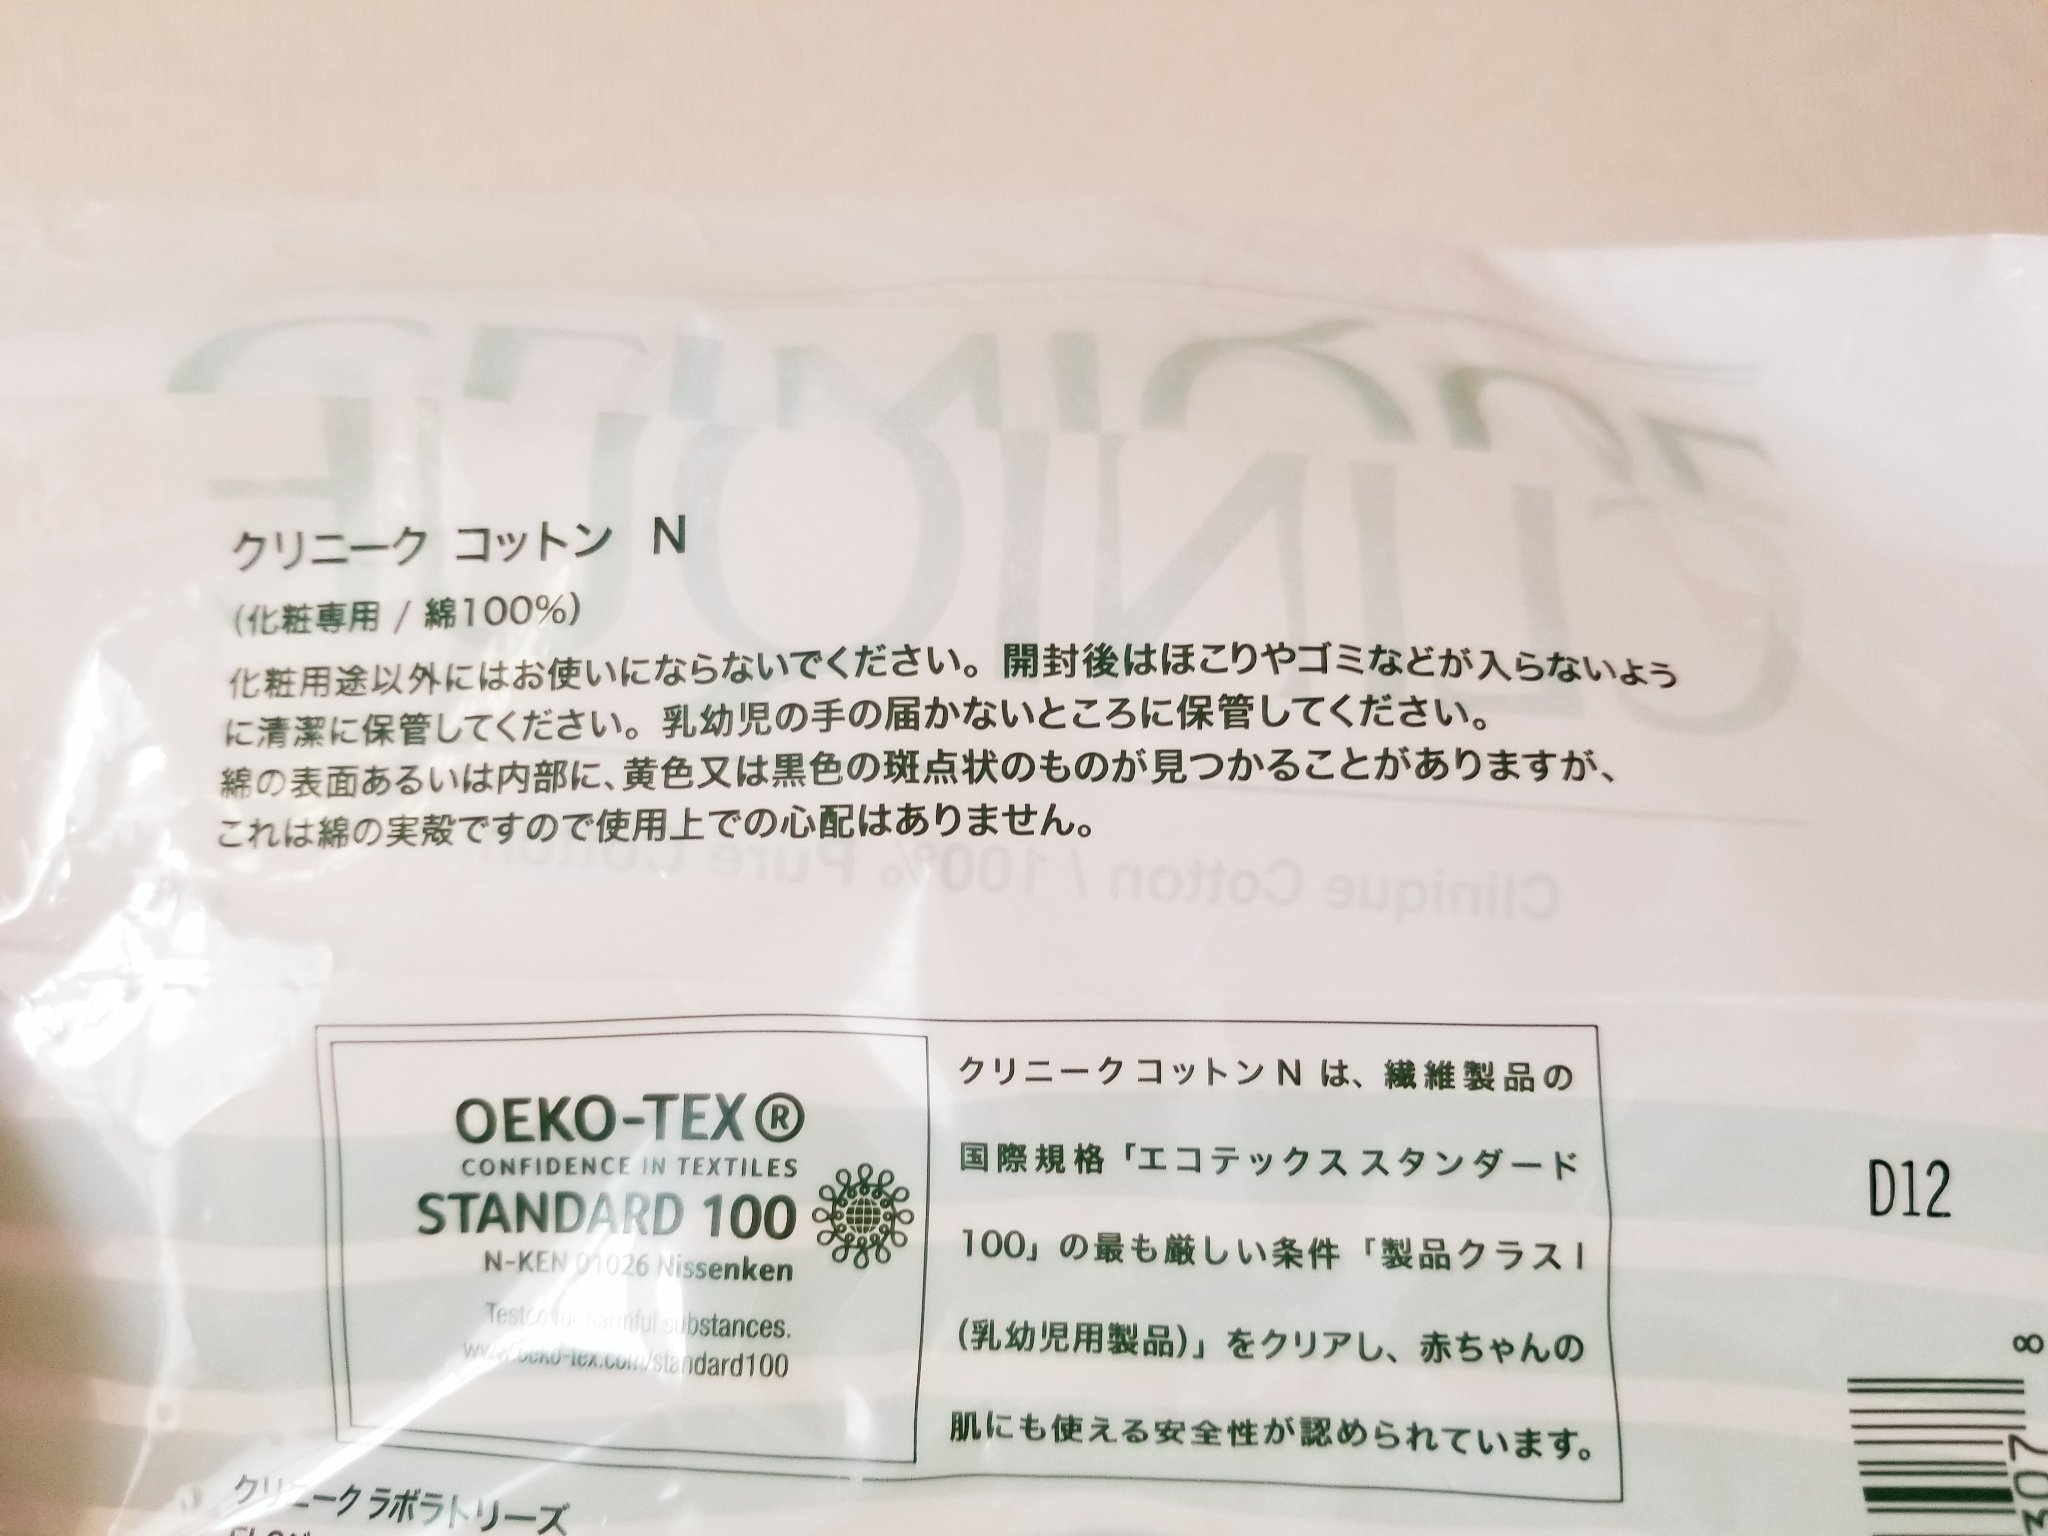 クリニーク コットン N
(化粧専用 / 綿100%)
化粧用途以外にはお使いにならないでください。開封後はほこりやゴミなどが入らないよう
に清潔に保管してください。乳幼児の手の届かないところに保管してください。
綿の表面あるいは内部に、黄色又は黒色の斑点状のものが見つかることがありますが、
これは綿の実殻ですので使用上での心配はありません。
CLINIQUE
CLINIQUE
Clinique Cotton / 100% Pure Cotton
OEKO-TEX®
CONFIDENCE IN TEXTILES
STANDARD 100
N-KEN 01026 Nissenken
Tested for harmful substances.
www.oeko-tex.com/standard100
クリニークコットンN は、繊維製品の
国際規格「エコテックススタンダード
100」の最も厳しい条件「製品クラスI
(乳幼児用製品)」をクリアし、赤ちゃんの
肌にも使える安全性が認められています。
D12
8
307
クリニークラボラトリーズ